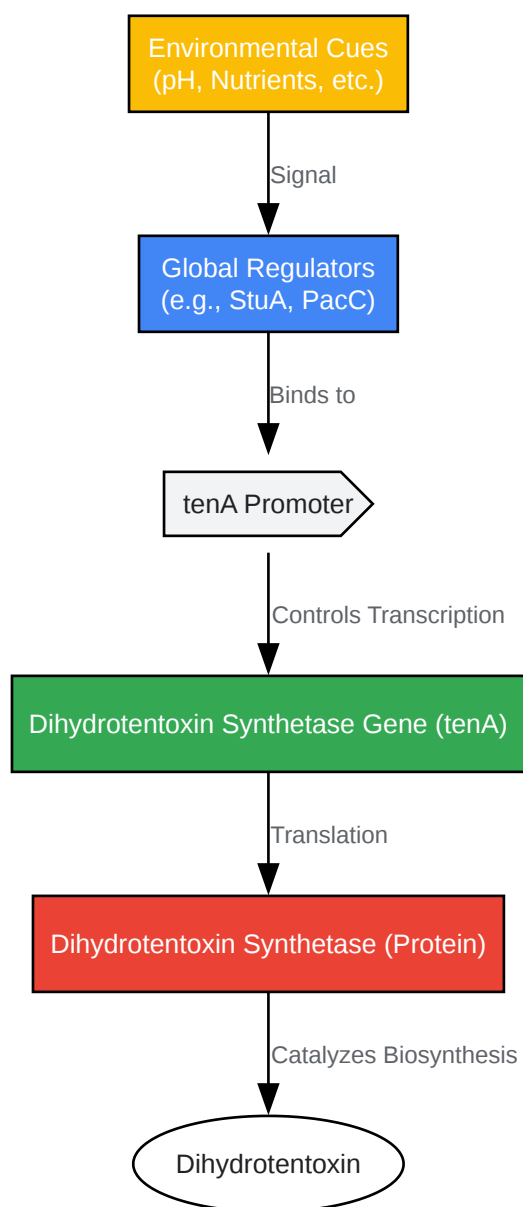 Environmental Cues
(pH, Nutrients, etc.)
Signal
Global Regulators
(e.g., StuA, PacC)
Binds to
tenA Promoter
Controls Transcription
Dihydrotentoxin Synthetase Gene (tenA)
Translation
Dihydrotentoxin Synthetase (Protein)
Catalyzes Biosynthesis
Dihydrotentoxin